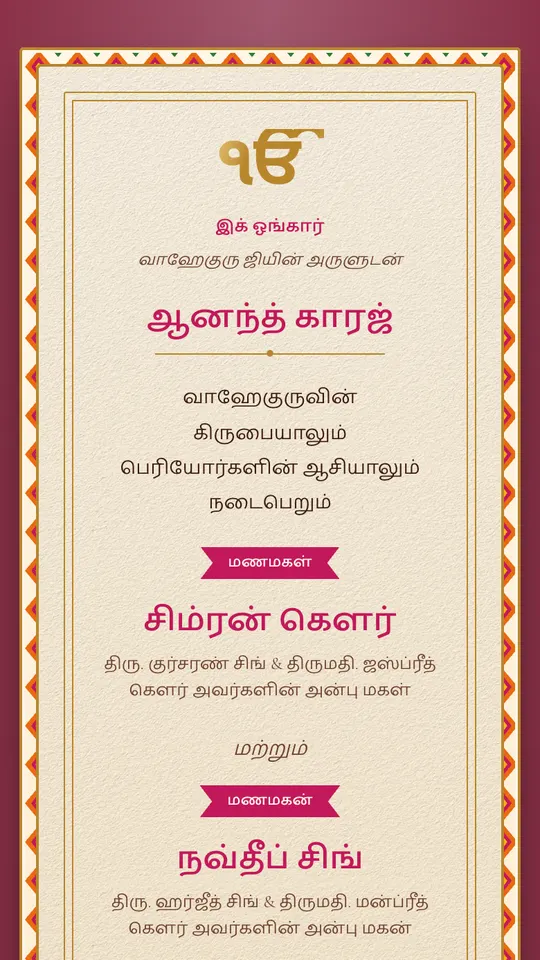 ੴ
இக் ஓங்கார்
வாஹேகுரு ஜியின் அருளுடன்
ஆனந்த் காரஜ்
வாஹேகுருவின்
கிருபையாலும்
பெரியோர்களின் ஆசியாலும்
நடைபெறும்
மணமகள்
சிம்ரன் கௌர்
திரு. குர்சரண் சிங் & திருமதி. ஜஸ்ப்ரீத்
கௌர் அவர்களின் அன்பு மகள்
மற்றும்
மணமகன்
நவ்தீப் சிங்
திரு. ஹர்ஜீத் சிங் & திருமதி. மன்ப்ரீத்
கௌர் அவர்களின் அன்பு மகன்